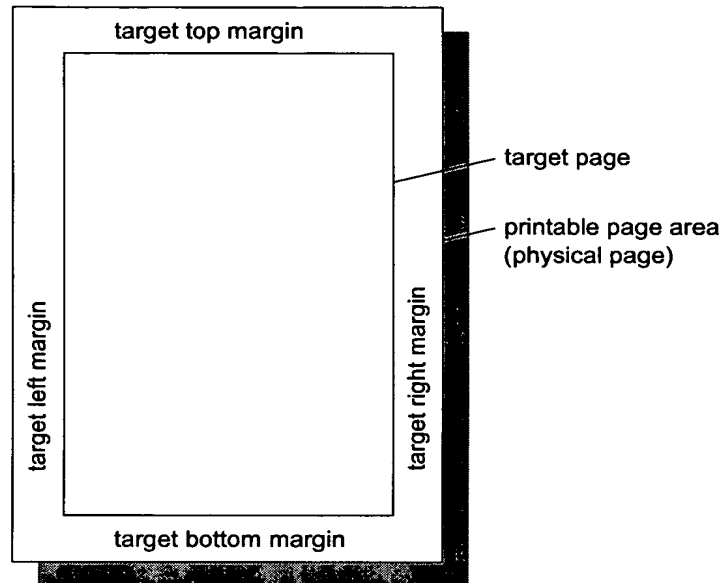 target top margin
target page
printable page area
(physical page)
target left margin
target right margin
target bottom margin